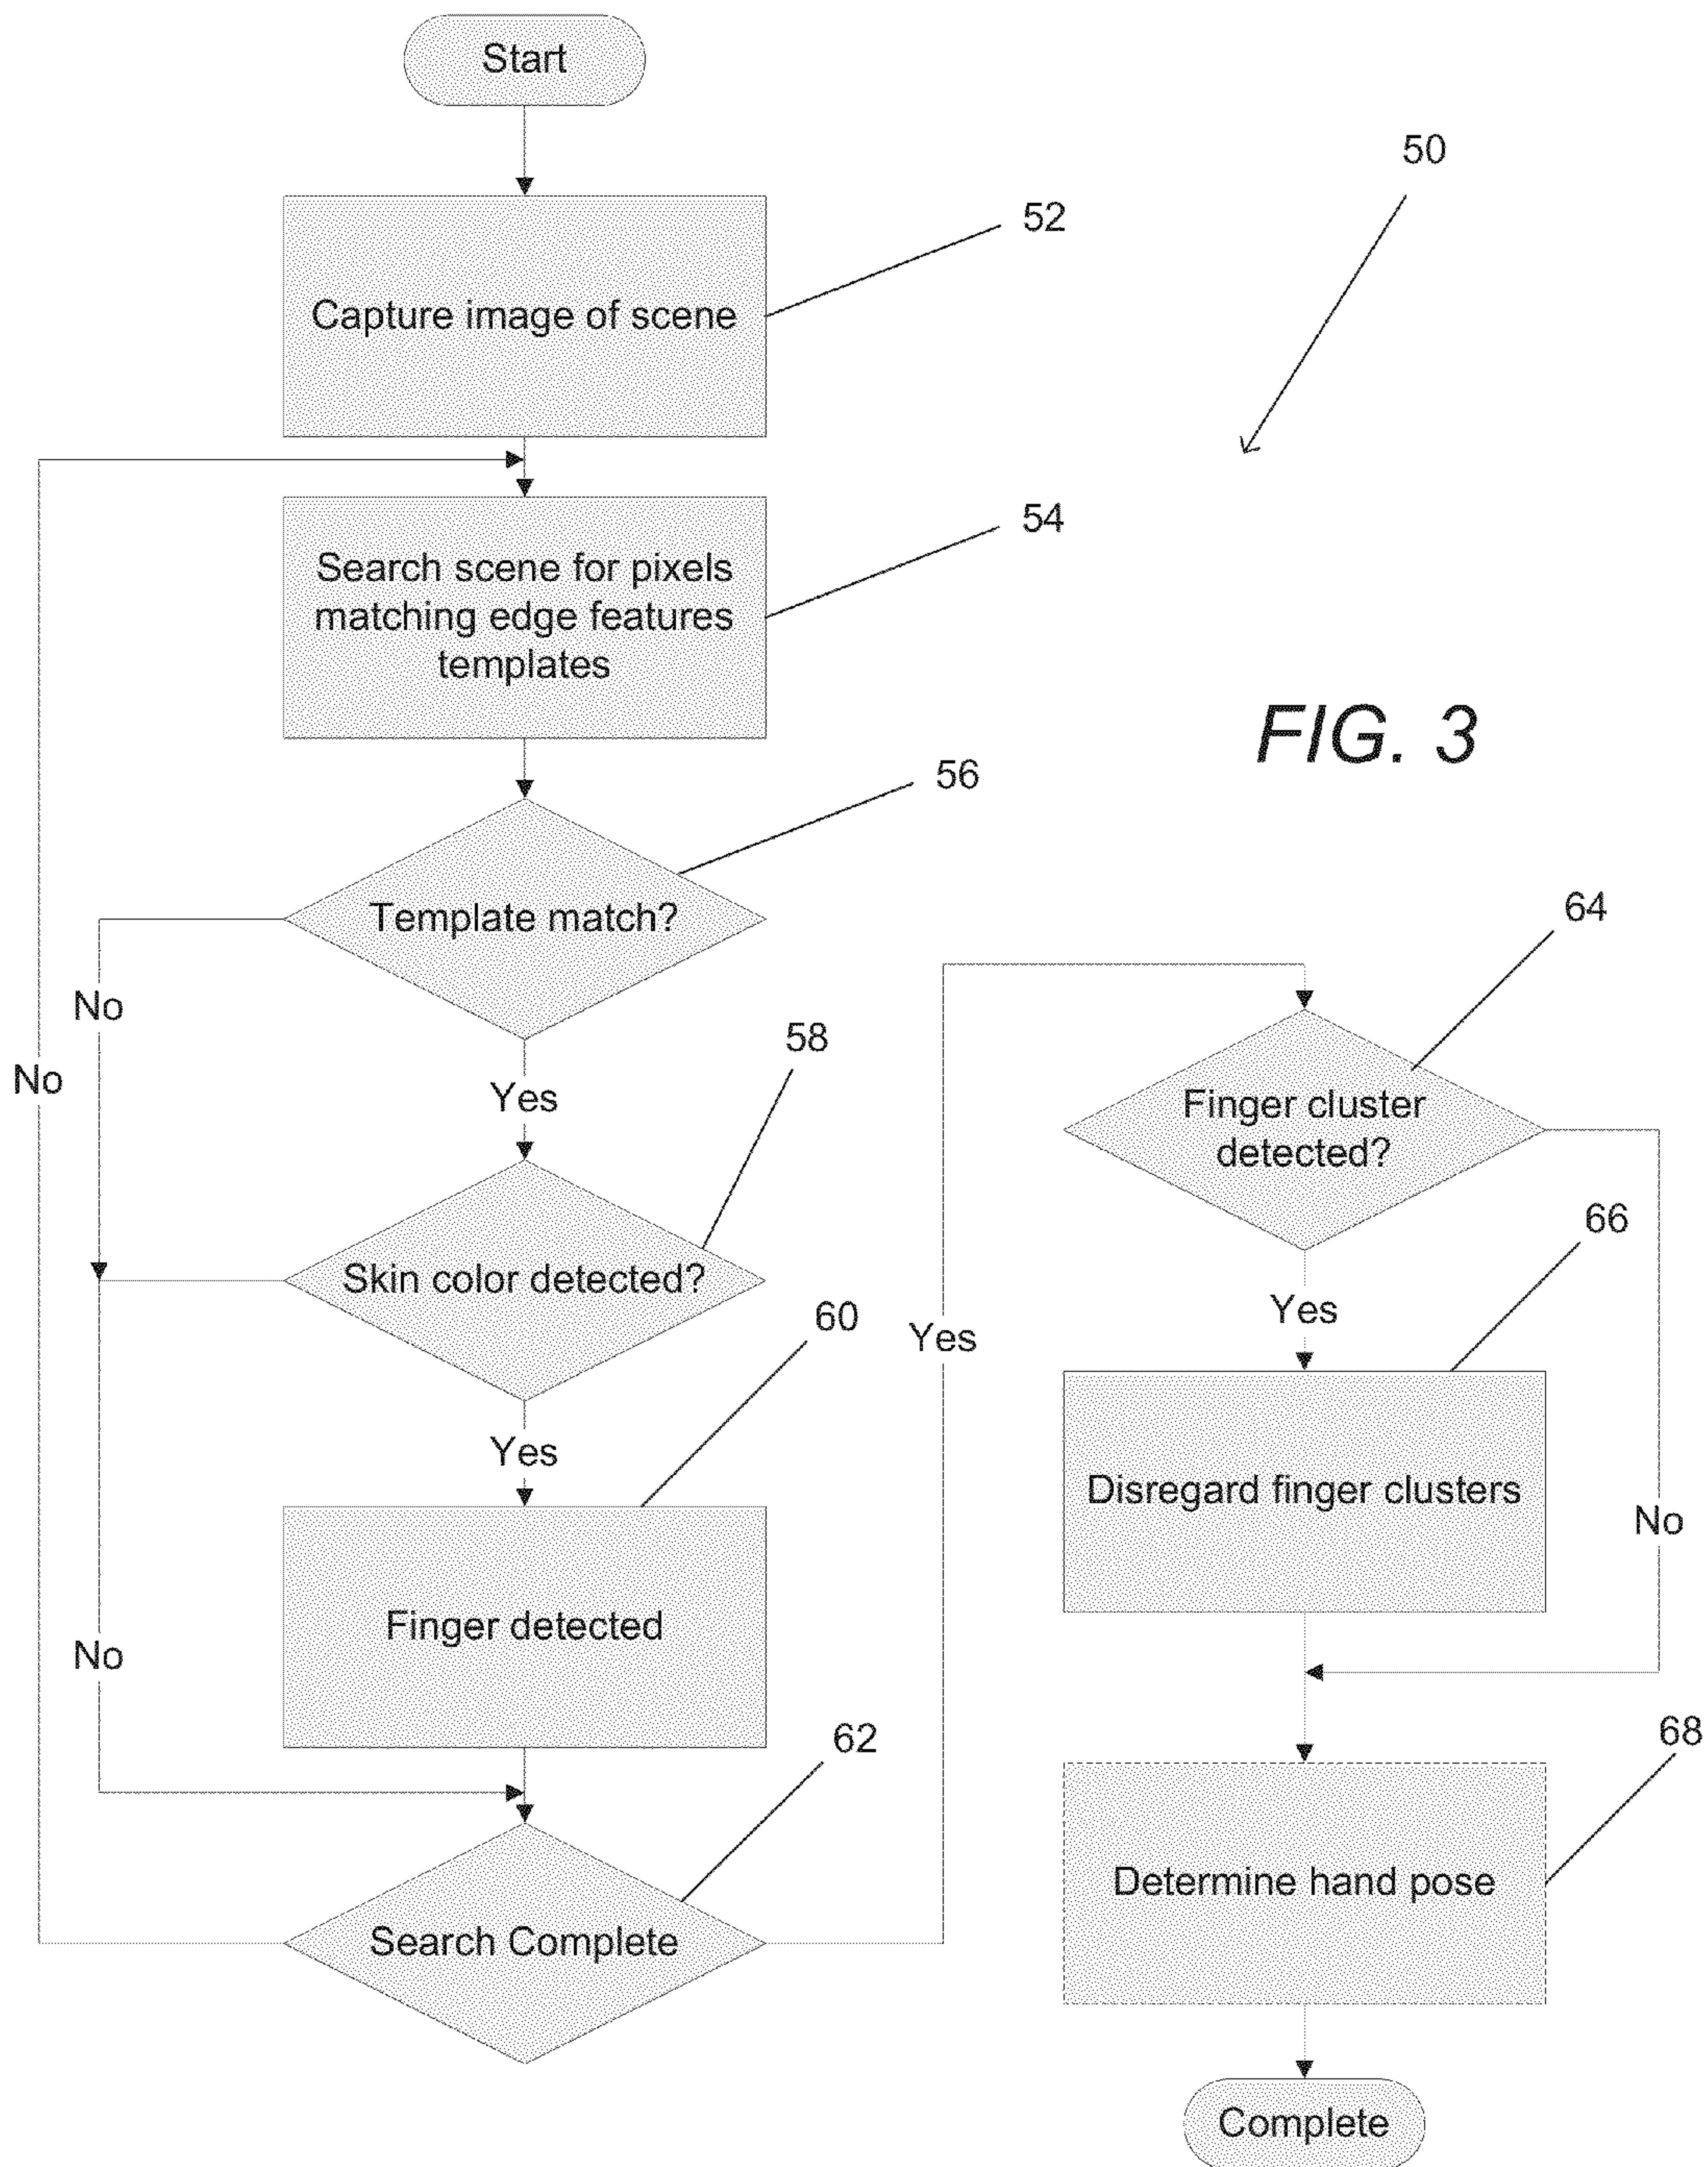 Start
50
52
Capture image of scene
54
Search scene for pixels
matching edge features
templates
FIG. 3
56
Template match?
No
No
Yes
58
Skin color detected?
Yes
60
Finger detected
No
62
Search Complete
Yes
64
Finger cluster
detected?
Yes
66
Disregard finger clusters
No
68
Determine hand pose
Complete